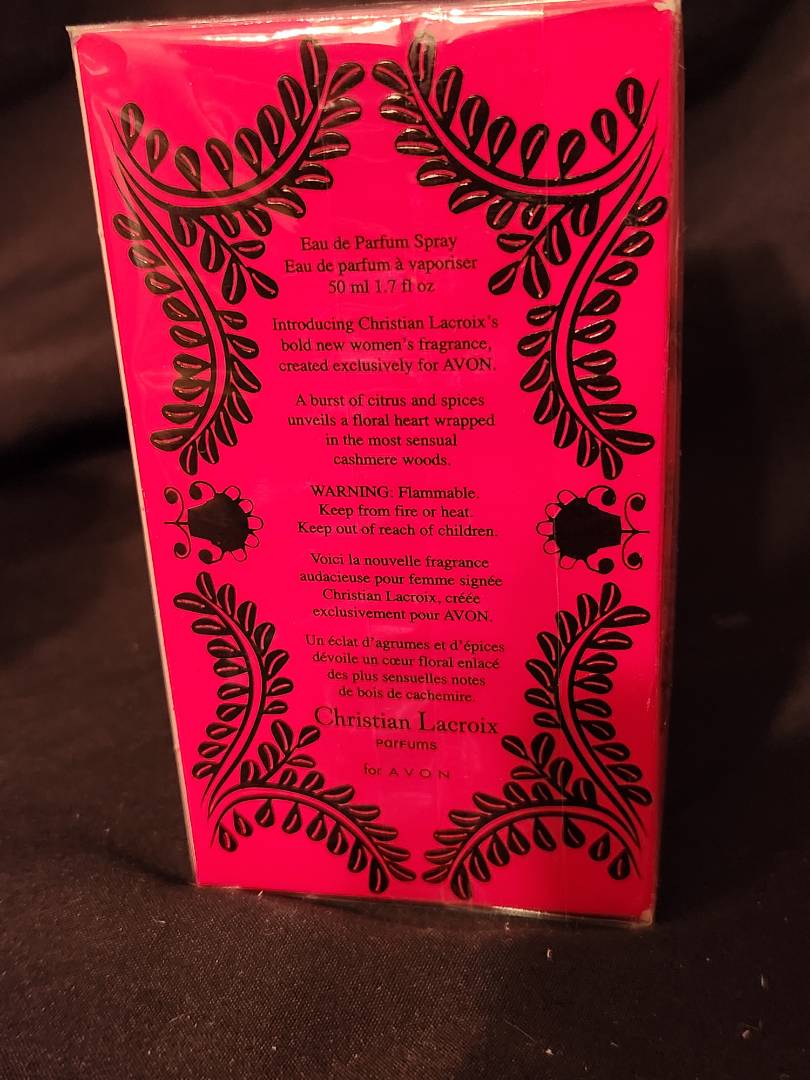 Eau de Parfum Spray
Eau de parfum à vaporiser
50 ml 1.7 fl oz
Introducing Christian Lacroix's
bold new women's fragrance,
created exclusively for AVON.
A burst of citrus and spices
unveils a floral heart wrapped
in the most sensual
cashmere woods.
WARNING: Flammable.
Keep from fire or heat.
Keep out of reach of children.
Voici la nouvelle fragrance
audacieuse pour femme signée
Christian Lacroix, créée
exclusivement pour AVON.
Un éclat d'agrumes et d'épices
dévoile un cœur floral enlacé
des plus sensuelles notes
de bois de cachemire.
Christian Lacroix
PARFUMS
for AVON